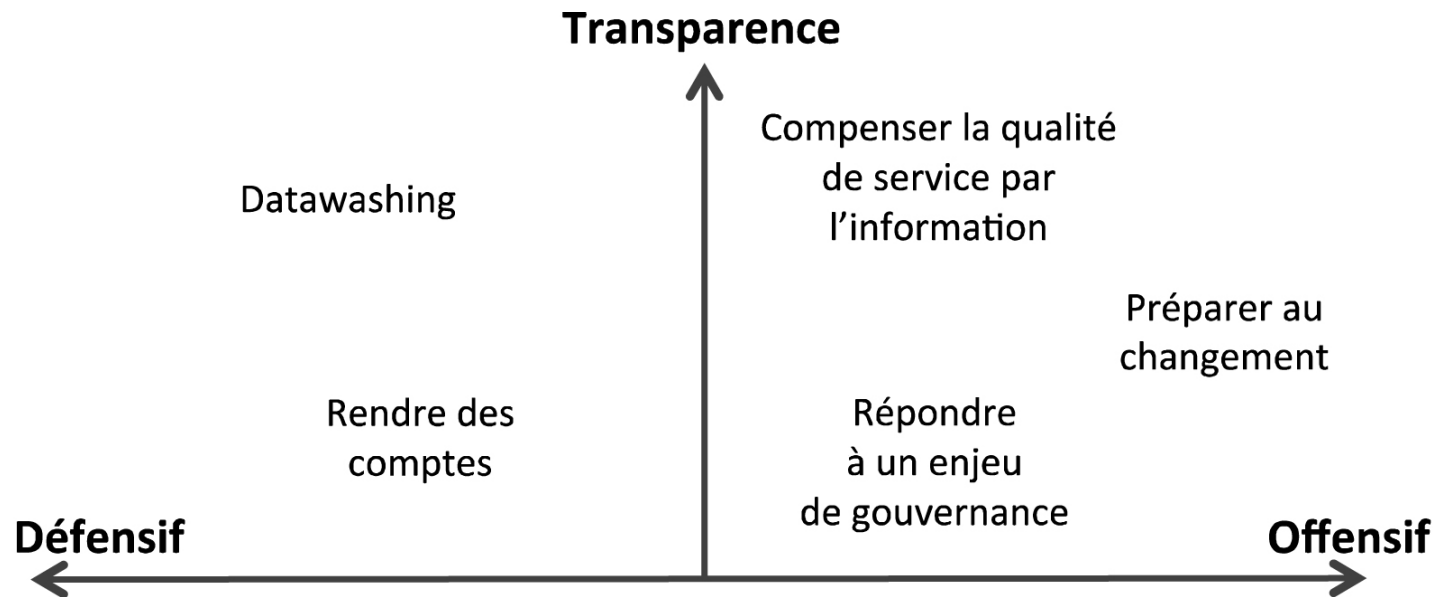 Transparence
Compenser la qualité
de service par
l’information
Datawashing
Préparer au
changement
Rendre des
comptes
Répondre
à un enjeu
de gouvernance
Défensif
Offensif